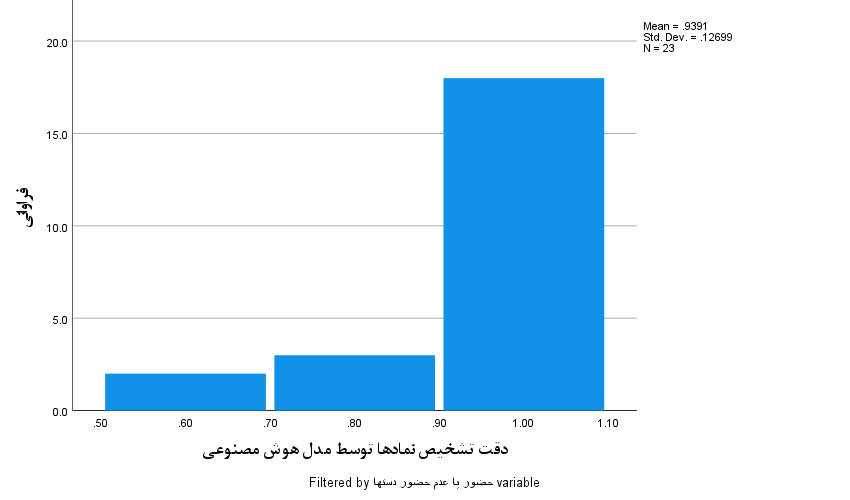 Mean = .9391
Std. Dev. = .12699
N = 23
20.0
15.0
10.0
5.0
0.0
فراوانی
.50 .60 .70 .80 .90 1.00 1.10
دقت تشخیص نمادها توسط مدل هوش مصنوعی
Filtered by حضور یا عدم حضور دستها variable